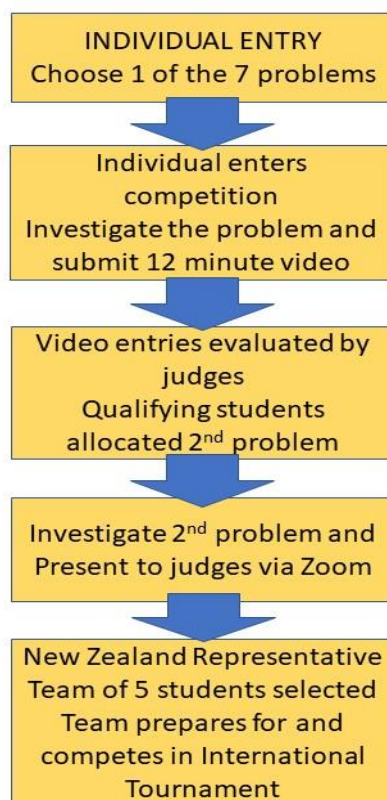 INDIVIDUAL ENTRY
Choose 1 of the 7 problems
Individual enters
competition
Investigate the problem and
submit 12 minute video
Video entries evaluated by
judges
Qualifying students
allocated 2nd problem
Investigate 2nd problem and
Present to judges via Zoom
New Zealand Representative
Team of 5 students selected
Team prepares for and
competes in International
Tournament